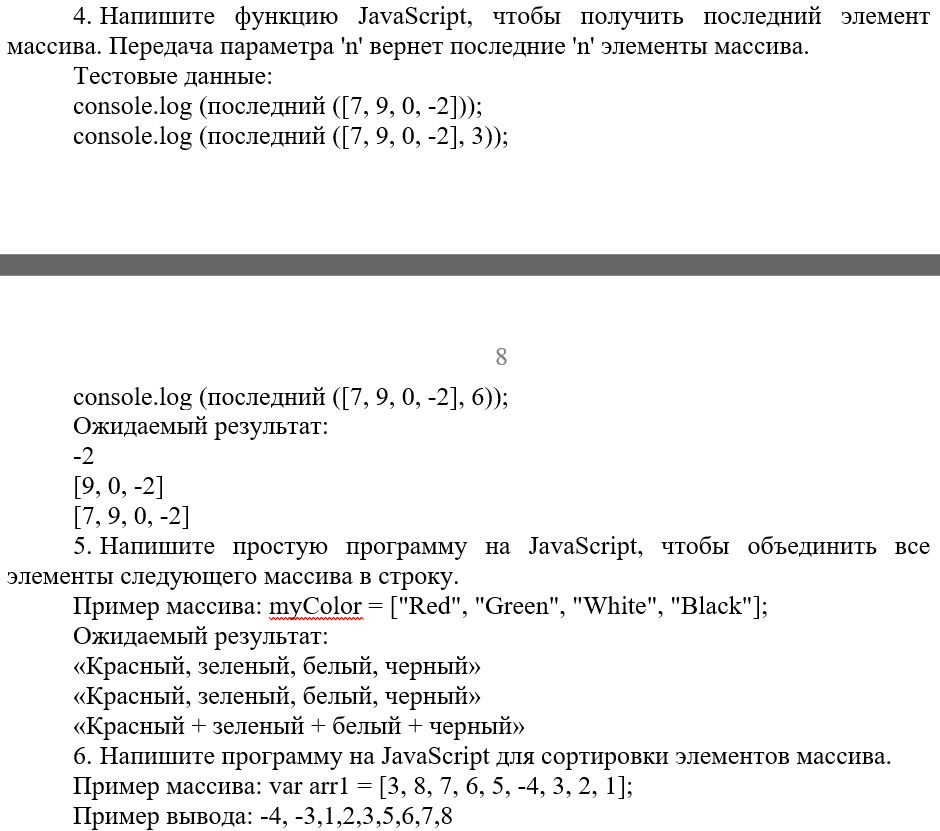 4. Напишите функцию JavaScript, чтобы получить последний элемент
массива. Передача параметра 'n' вернет последние 'n' элементы массива.
Тестовые данные:
console.log (последний ([7, 9, 0, -2]));
console.log (последний ([7, 9, 0, -2], 3));
8
console.log (последний ([7, 9, 0, -2], 6));
Ожидаемый результат:
-2
[9, 0, -2]
[7, 9, 0, -2]
5. Напишите простую программу на JavaScript, чтобы объединить все
элементы следующего массива в строку.
Пример массива: myColor = ["Red", "Green", "White", "Black"];
Ожидаемый результат:
«Красный, зеленый, белый, черный»
«Красный, зеленый, белый, черный»
«Красный + зеленый + белый + черный»
6. Напишите программу на JavaScript для сортировки элементов массива.
Пример массива: var arr1 = [3, 8, 7, 6, 5, -4, 3, 2, 1];
Пример вывода: -4, -3,1,2,3,5,6,7,8